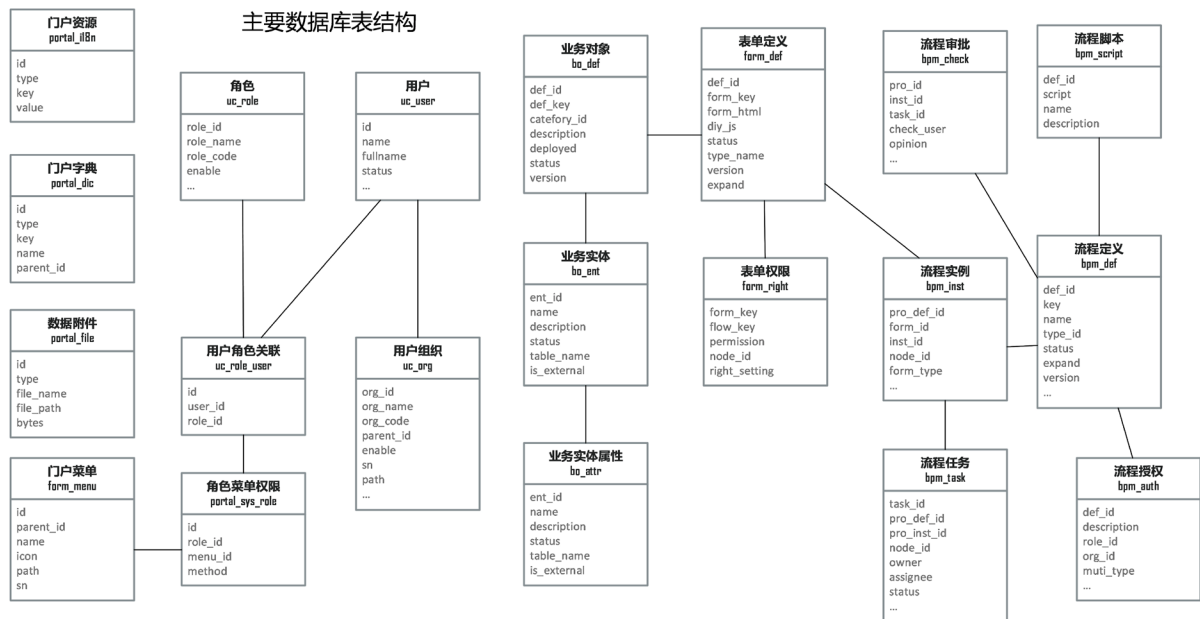 主要数据库表结构
门户资源
portal_il8n
id
type
key
value
门户字典
portal_dic
id
type
key
name
parent_id
数据附件
portal_file
id
type
file_name
file_path
bytes
门户菜单
form_menu
id
parent_id
name
icon
path
sn
角色
uc_role
role_id
role_name
role_code
enable
...
用户
uc_user
id
name
fullname
status
...
用户角色关联
uc_role_user
id
user_id
role_id
用户组织
uc_org
org_id
org_name
org_code
parent_id
enable
sn
path
...
角色菜单权限
portal_sys_role
id
role_id
menu_id
method
业务对象
bo_def
def_id
def_key
catefory_id
description
deployed
status
version
业务实体
bo_ent
ent_id
name
description
status
table_name
is_external
业务实体属性
bo_attr
ent_id
name
description
status
table_name
is_external
表单定义
form_def
def_id
form_key
form_html
diy_js
status
type_name
version
expand
表单权限
form_right
form_key
flow_key
permission
node_id
right_setting
流程审批
bpm_check
pro_id
inst_id
task_id
check_user
opinion
...
流程实例
bpm_inst
pro_def_id
form_id
inst_id
node_id
form_type
...
流程任务
bpm_task
task_id
pro_def_id
pro_inst_id
node_id
owner
assignee
status
...
流程脚本
bpm_script
def_id
script
name
description
流程定义
bpm_def
def_id
key
name
type_id
status
expand
version
...
流程授权
bpm_auth
def_id
description
role_id
org_id
muti_type
...